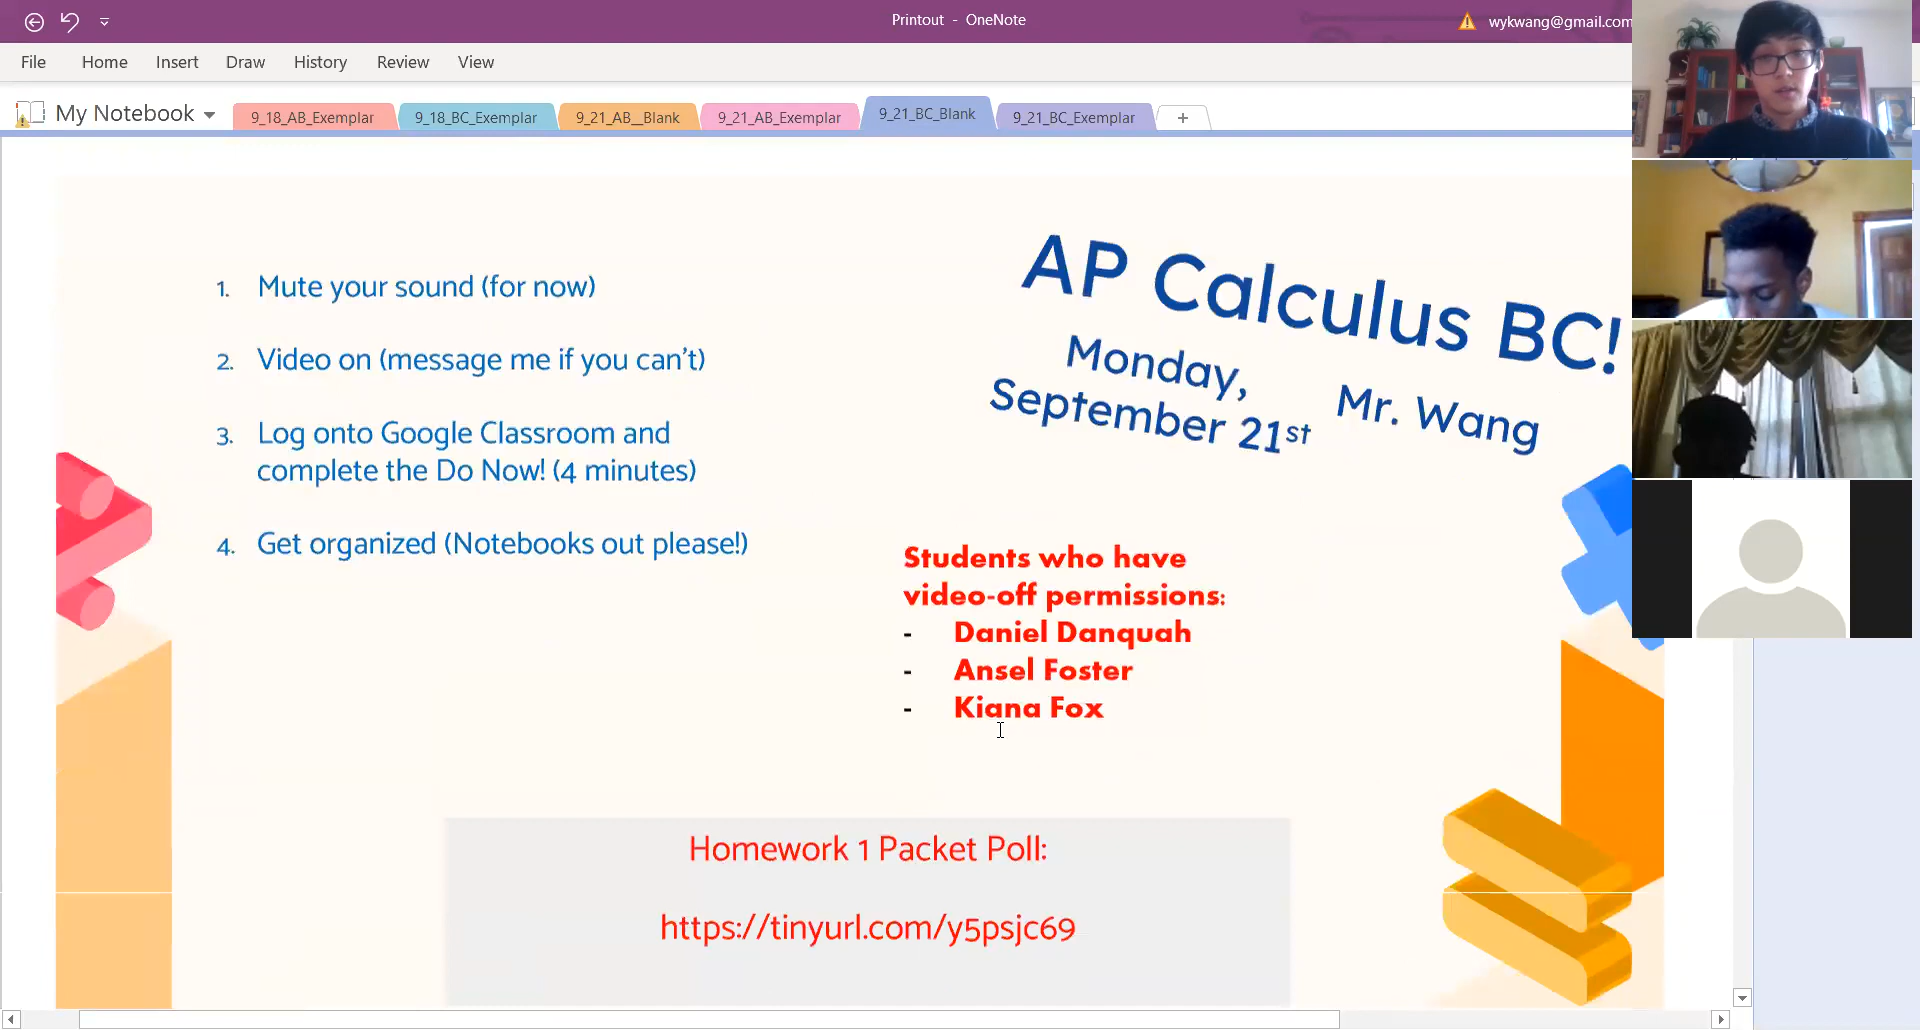 Printout - OneNote
wykwang@gmail.com
File Home Insert Draw History Review View
My Notebook
9_18_AB_Exemplar
9_18_BC_Exemplar
9_21_AB__Blank
9_21_AB_Exemplar
9_21_BC_Blank
9_21_BC_Exemplar
+
1. Mute your sound (for now)
2. Video on (message me if you can't)
3. Log onto Google Classroom and
complete the Do Now! (4 minutes)
4. Get organized (Notebooks out please!)
AP Calculus BC!
Monday,
September 21st
Mr. Wang
Students who have
video-off permissions:
- Daniel Danquah
- Ansel Foster
- Kiana Fox
Homework 1 Packet Poll:
https://tinyurl.com/y5psjc69